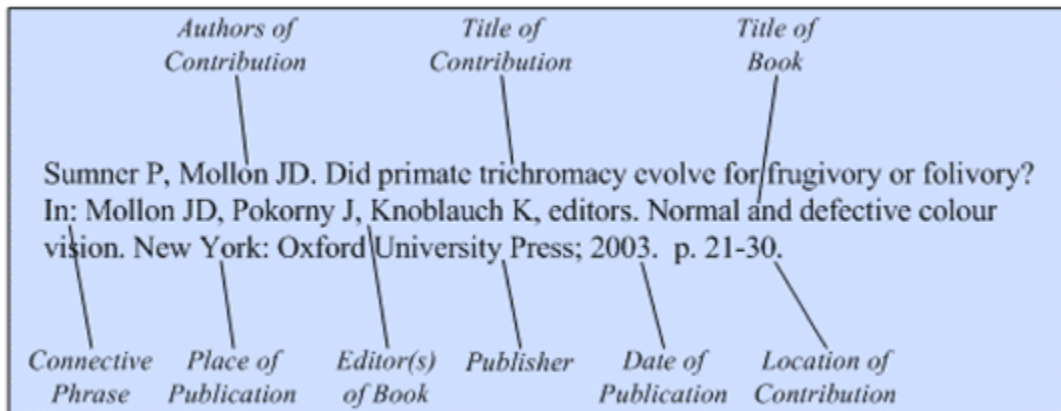 Authors of Title of Title of
Contribution Contribution Book
Sumner P, Mollon JD. Did primate trichromacy evolve for frugivory or folivory?
In: Mollon JD, Pokorny J, Knoblauch K, editors. Normal and defective colour
vision. New York: Oxford University Press; 2003. p. 21-30.
Connective Place of Editor(s) Publisher Date of Location of
Phrase Publication of Book Publication Contribution